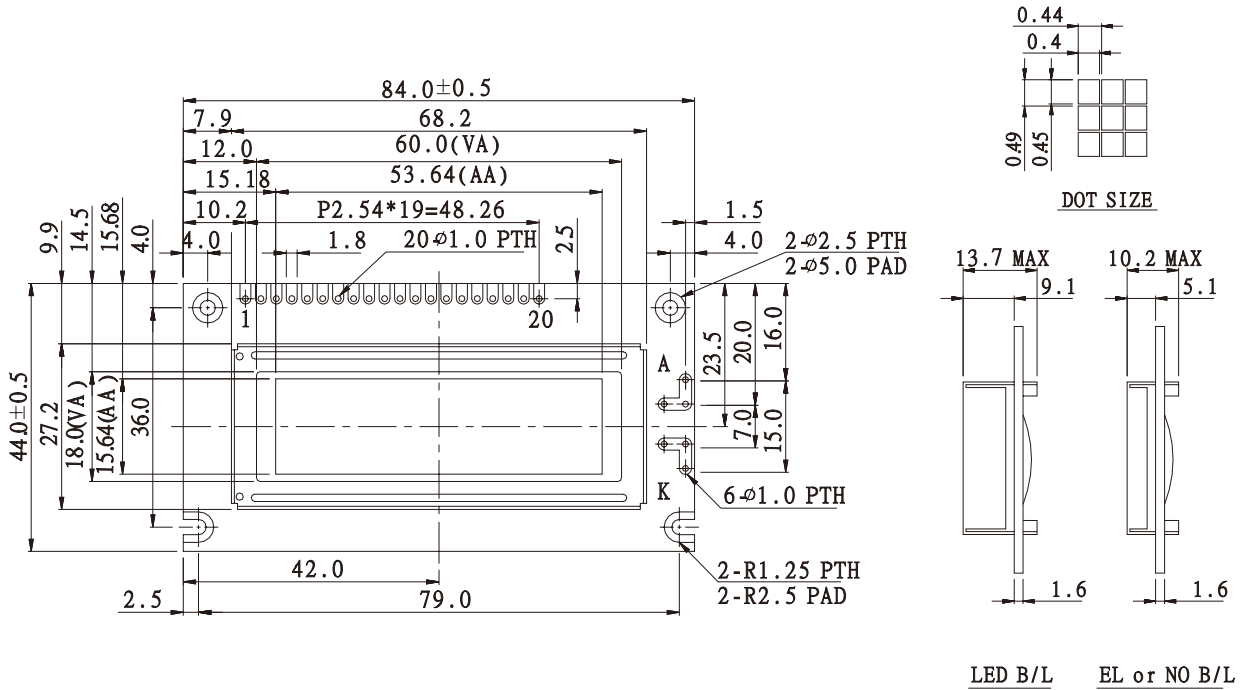 84.0±0.5
7.9
68.2
12.0
60.0(VA)
15.18
53.64(AA)
10.2
P2.54*19=48.26
1.5
4.0
1.8
20-ø1.0 PTH
2.5
4.0
2-ø2.5 PTH
2-ø5.0 PAD
9.9
14.5
15.68
4.0
1
20
44.0±0.5
27.2
18.0(VA)
15.64(AA)
36.0
A
K
23.5
20.0
16.0
7.0
15.0
6-ø1.0 PTH
2-R1.25 PTH
2-R2.5 PAD
42.0
2.5
79.0
0.44
0.4
0.49
0.45
DOT SIZE
13.7 MAX
9.1
1.6
LED B/L
10.2 MAX
5.1
1.6
EL or NO B/L